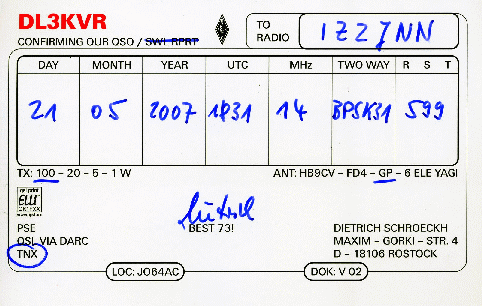 DL3KVR
CONFIRMING OUR QSO / SWL RPRT
TO RADIO IZ2JNN
DAY MONTH YEAR UTC MHz TWO WAY R S T
21 05 2007 1831 14 BPSK31 599
TX: 100 - 20 - 5 - 1 W ANT: HB9CV - FD4 - GP - 6 ELE YAGI
PSE
QSL VIA DARC
TNX
BEST 73!
DIETRICH SCHROECKH
MAXIM - GORKI - STR. 4
D - 18106 ROSTOCK
LOC: JO64AC DOK: V 02